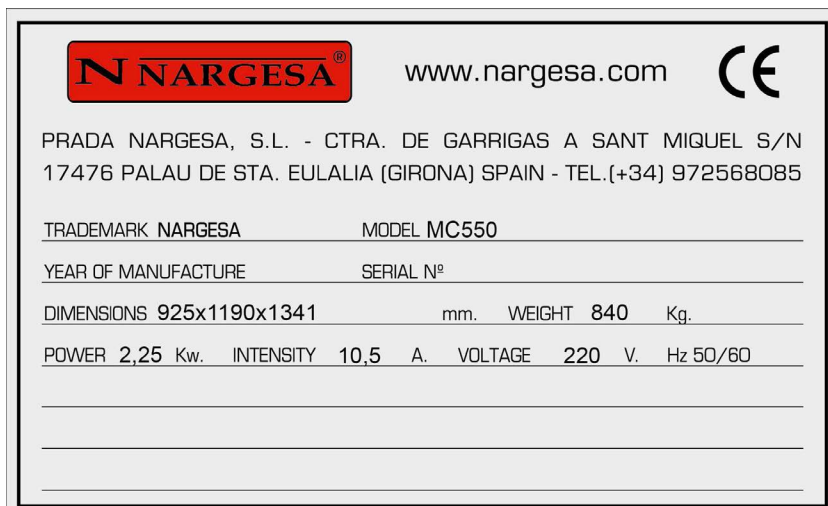 N NARGESA® www.nargesa.com CE
PRADA NARGESA, S.L. - CTRA. DE GARRIGAS A SANT MIQUEL S/N
17476 PALAU DE STA. EULALIA (GIRONA) SPAIN - TEL.(+34) 972568085
TRADEMARK NARGESA MODEL MC550
YEAR OF MANUFACTURE SERIAL Nº
DIMENSIONS 925x1190x1341 mm. WEIGHT 840 Kg.
POWER 2,25 Kw. INTENSITY 10,5 A. VOLTAGE 220 V. Hz 50/60